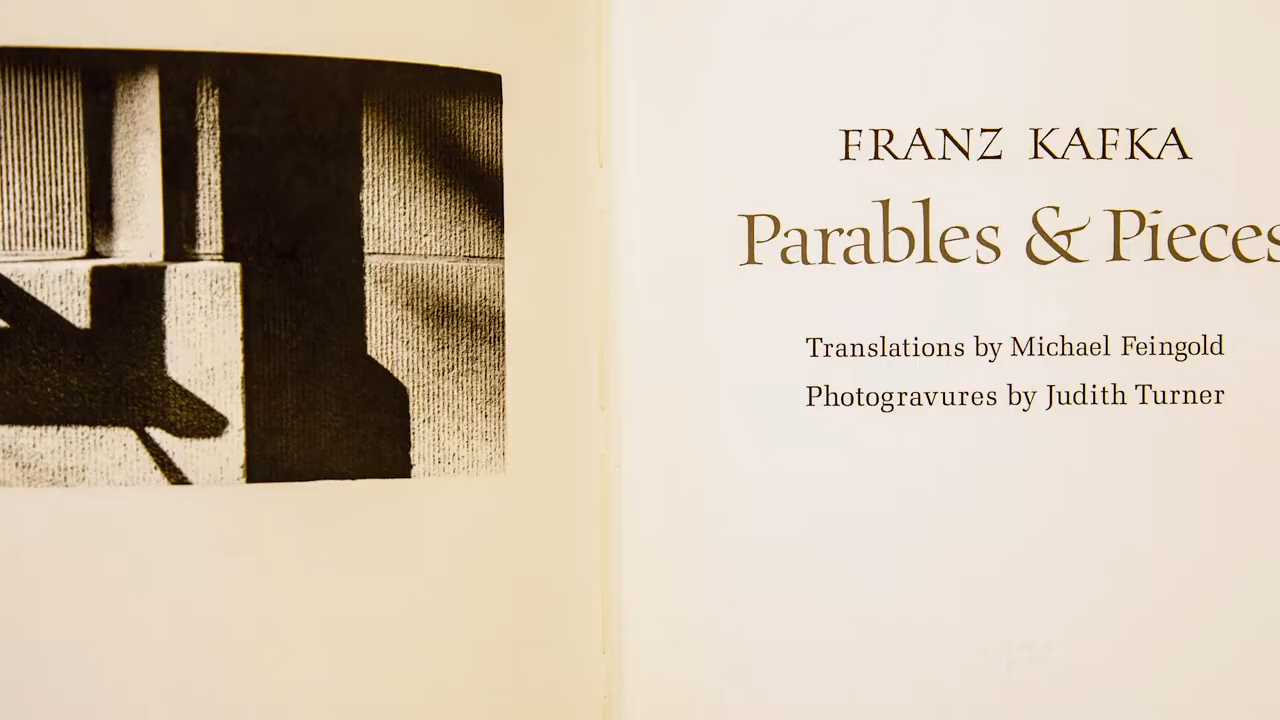 FRANZ KAFKA
Parables & Pieces
Translations by Michael Feingold
Photogravures by Judith Turner